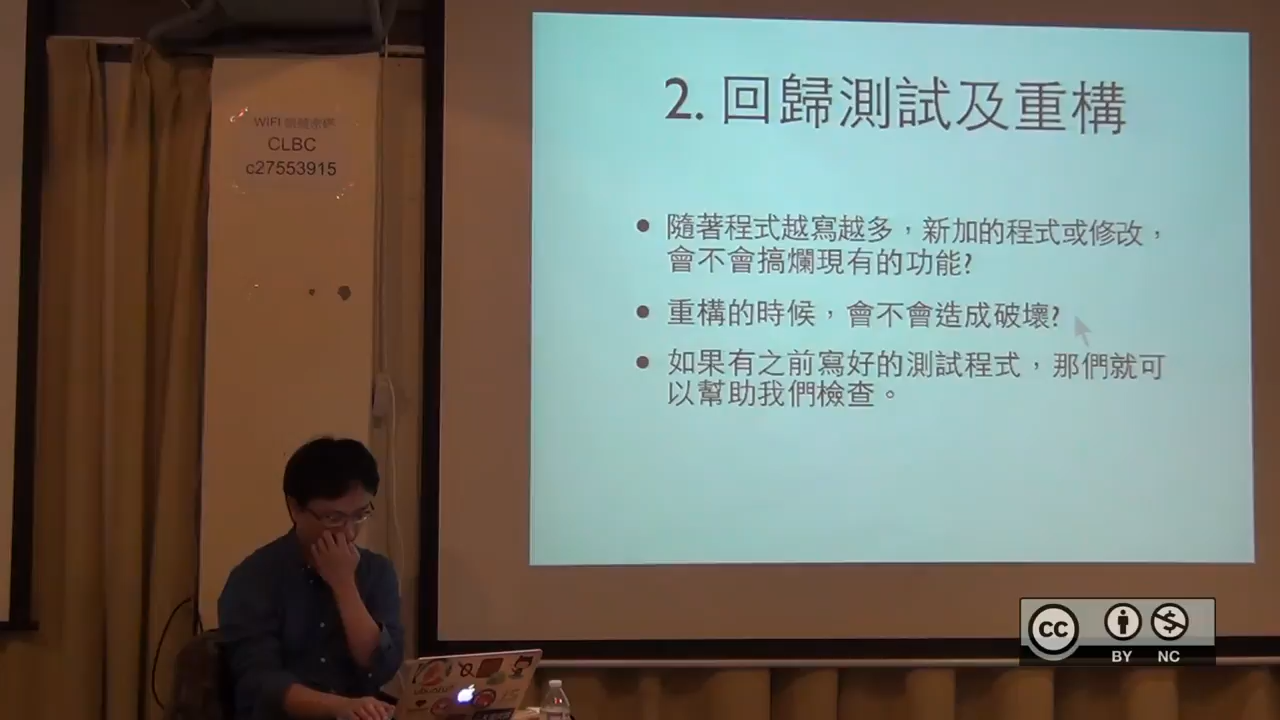 WIFI
CLBC
c27553915
2. 回歸測試及重構
隨著程式越寫越多，新加的程式或修改，
會不會搞爛現有的功能?
重構的時候，會不會造成破壞?
如果有之前寫好的測試程式，那們就可
以幫助我們檢查。
ubuntu
CC
BY NC